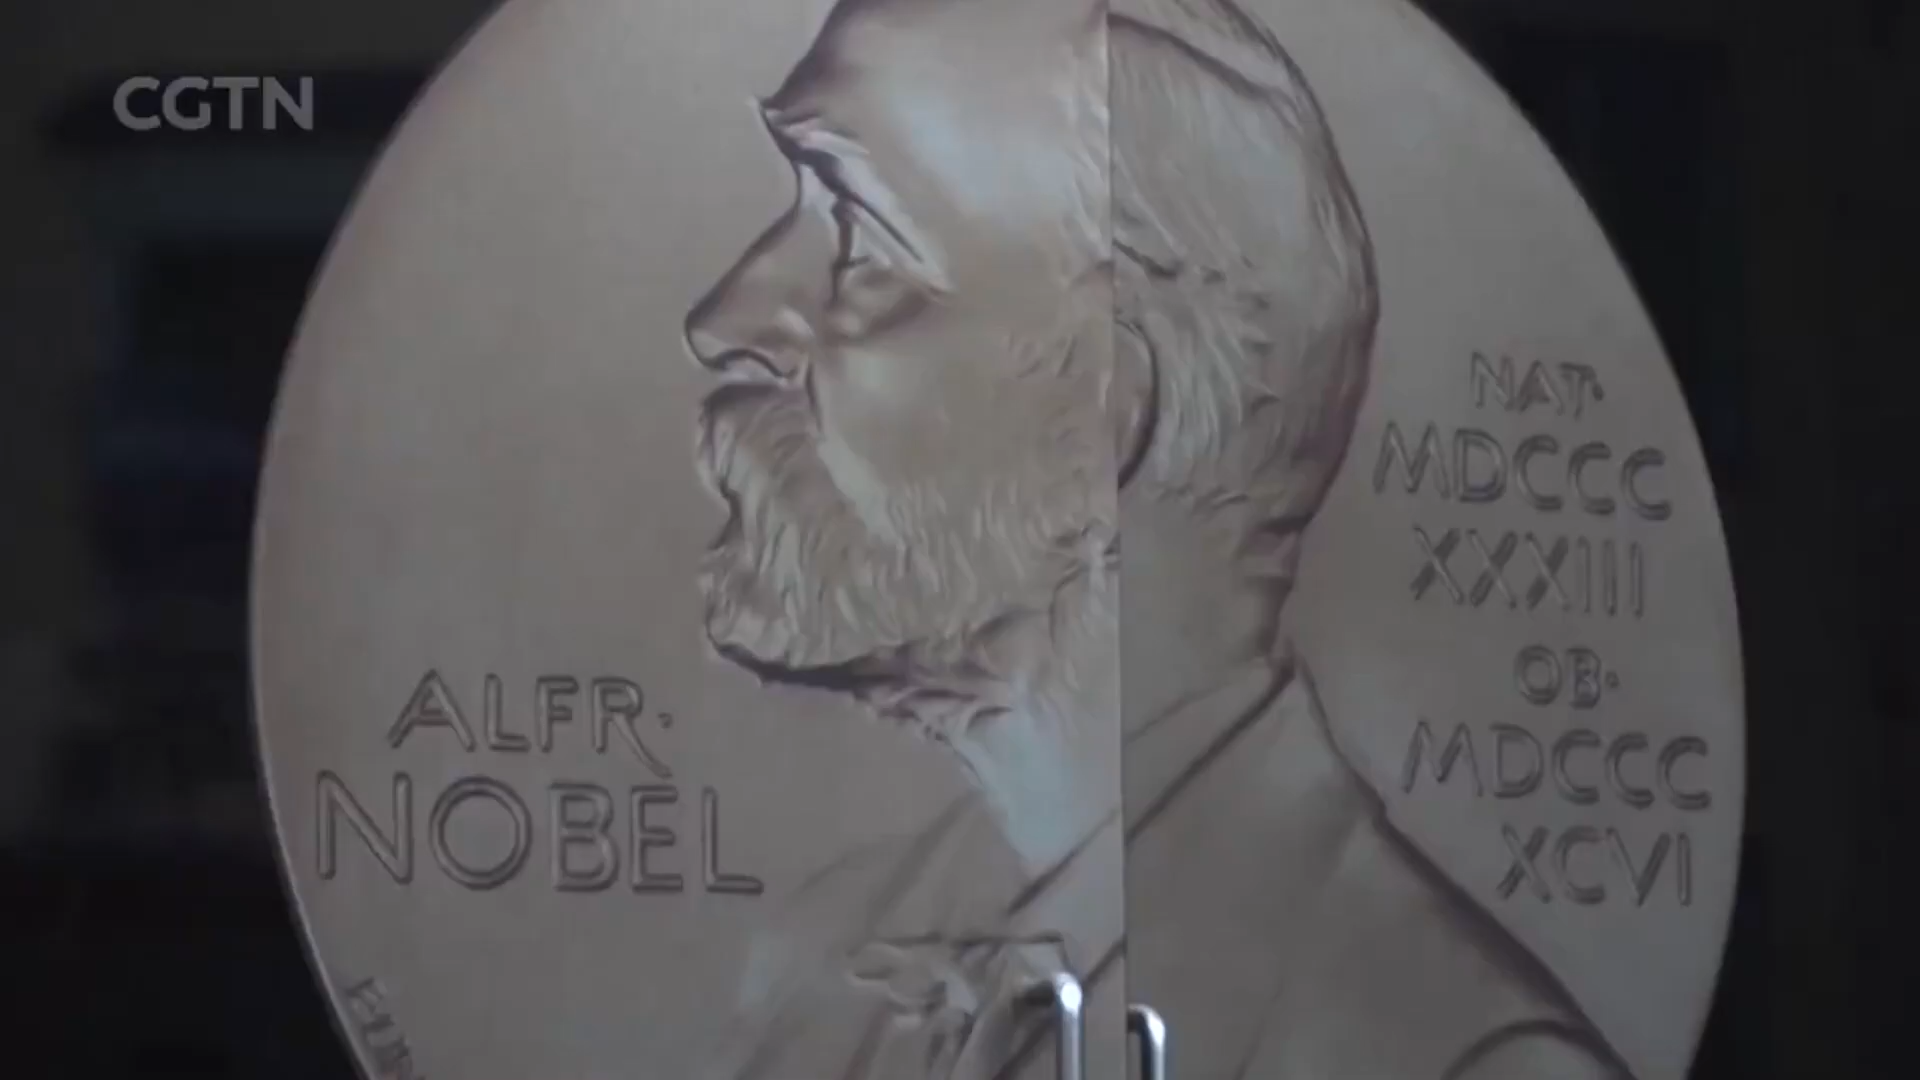 CGTN
ALFR·
NOBEL
NAT·
MDCCC
XXXIII
OB·
MDCCC
XCVI